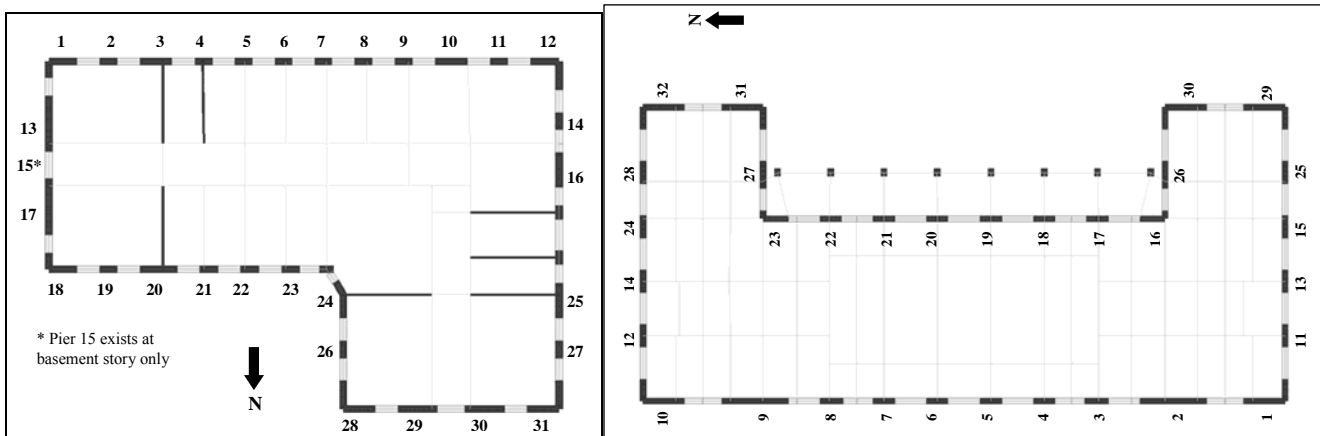 1 2 3 4 5 6 7 8 9 10 11 12
13 14
15*
16
17
18 19 20 21 22 23 24 25
26 27
* Pier 15 exists at
basement story only
N
28 29 30 31
N
32 31 30 29
28 27 26 25
24 23 22 21 20 19 18 17 16 15
14 13
12 11
10 9 8 7 6 5 4 3 2 1